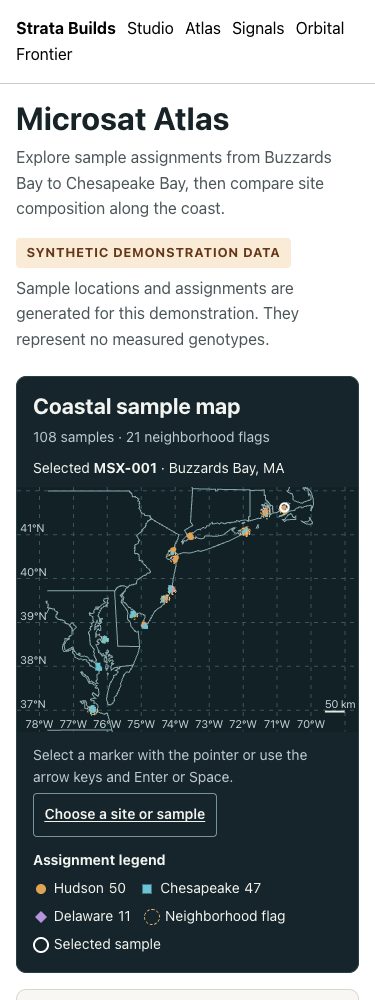 Strata Builds Studio Atlas Signals Orbital
Frontier
Microsat Atlas
Explore sample assignments from Buzzards
Bay to Chesapeake Bay, then compare site
composition along the coast.
SYNTHETIC DEMONSTRATION DATA
Sample locations and assignments are
generated for this demonstration. They
represent no measured genotypes.
Coastal sample map
108 samples · 21 neighborhood flags
Selected MSX-001 · Buzzards Bay, MA
41°N
40°N
39°N
38°N
37°N
50 km
78°W 77°W 76°W 75°W 74°W 73°W 72°W 71°W 70°W
Select a marker with the pointer or use the
arrow keys and Enter or Space.
Choose a site or sample
Assignment legend
Hudson 50 Chesapeake 47
Delaware 11 Neighborhood flag
Selected sample